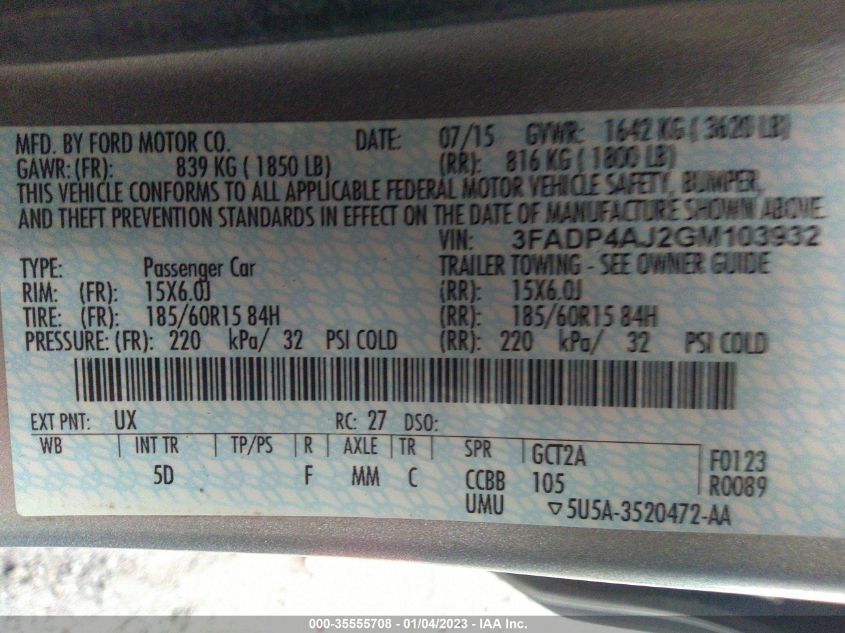 MFD. BY FORD MOTOR CO. DATE: 07/15 GVWR: 1642 KG ( 3620 LB)
GAWR: (FR): 839 KG ( 1850 LB) (RR): 816 KG ( 1800 LB)
THIS VEHICLE CONFORMS TO ALL APPLICABLE FEDERAL MOTOR VEHICLE SAFETY, BUMPER,
AND THEFT PREVENTION STANDARDS IN EFFECT ON THE DATE OF MANUFACTURE SHOWN ABOVE.
VIN: 3FADP4AJ2GM103932
TYPE: Passenger Car TRAILER TOWING - SEE OWNER GUIDE
RIM: (FR): 15X6.0J (RR): 15X6.0J
TIRE: (FR): 185/60R15 84H (RR): 185/60R15 84H
PRESSURE: (FR): 220 kPa/ 32 PSI COLD (RR): 220 kPa/ 32 PSI COLD
EXT PNT: UX RC: 27 DSO:
WB INT TR TP/PS R AXLE TR SPR GCT2A F0123
5D F MM C CCBB 105 R0089
UMU ▽5U5A-3520472-AA
000-35555708 - 01/04/2023 - IAA Inc.